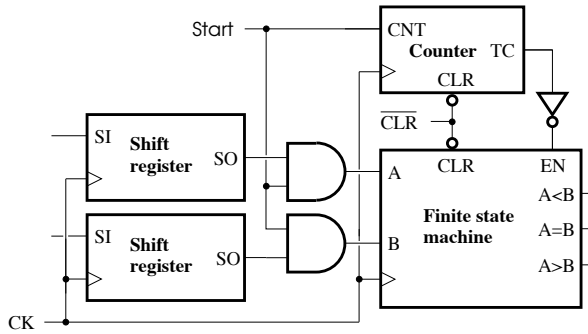 Start
CNT
Counter
TC
CLR
CLR
SI
Shift
register
SO
CLR
EN
A
A<B
Finite state
machine
SI
Shift
register
SO
B
A=B
A>B
CK